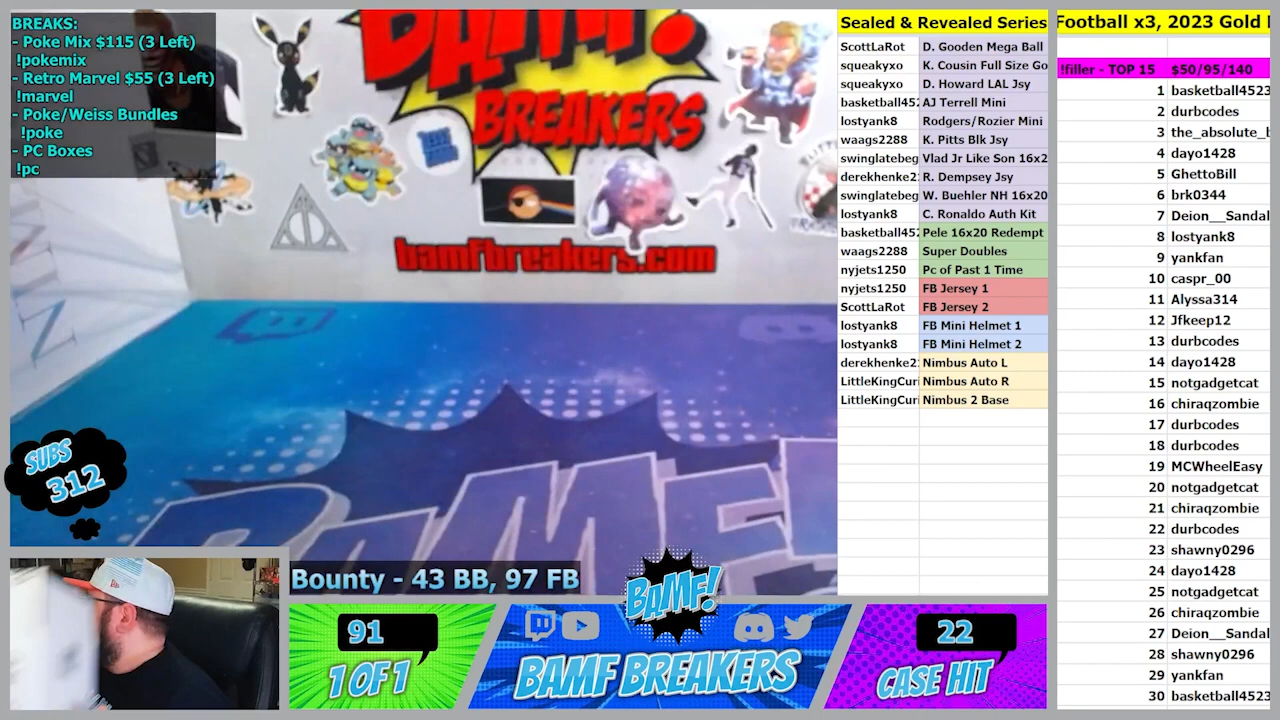 BREAKS:
- Poke Mix $115 (3 Left)
!pokemix
- Retro Marvel $55 (3 Left)
!marvel
- Poke/Weiss Bundles
!poke
- PC Boxes
!pc
BAMF!
BREAKERS
bamfbreakers.com
SUBS
312
Bounty - 43 BB, 97 FB
BAMF!
91
1 OF 1
BAMF BREAKERS
22
CASE HIT
Sealed & Revealed Series
ScottLaRot D. Gooden Mega Ball
squeakyxo K. Cousin Full Size Go
squeakyxo D. Howard LAL Jsy
basketball452 AJ Terrell Mini
lostyank8 Rodgers/Rozier Mini
waags2288 K. Pitts Blk Jsy
swinglatebeg Vlad Jr Like Son 16x2
derekhenke2 R. Dempsey Jsy
swinglatebeg W. Buehler NH 16x20
lostyank8 C. Ronaldo Auth Kit
basketball452 Pele 16x20 Redempt
waags2288 Super Doubles
nyjets1250 Pc of Past 1 Time
nyjets1250 FB Jersey 1
ScottLaRot FB Jersey 2
lostyank8 FB Mini Helmet 1
lostyank8 FB Mini Helmet 2
derekhenke2 Nimbus Auto L
LittleKingCuri Nimbus Auto R
LittleKingCuri Nimbus 2 Base
Football x3, 2023 Gold
!filler - TOP 15 $50/95/140
1 basketball4523
2 durbcodes
3 the_absolute_b
4 dayo1428
5 GhettoBill
6 brk0344
7 Deion__Sandal
8 lostyank8
9 yankfan
10 caspr_00
11 Alyssa314
12 Jfkeep12
13 durbcodes
14 dayo1428
15 notgadgetcat
16 chiraqzombie
17 durbcodes
18 durbcodes
19 MCWheelEasy
20 notgadgetcat
21 chiraqzombie
22 durbcodes
23 shawny0296
24 dayo1428
25 notgadgetcat
26 chiraqzombie
27 Deion__Sandal
28 shawny0296
29 yankfan
30 basketball4523